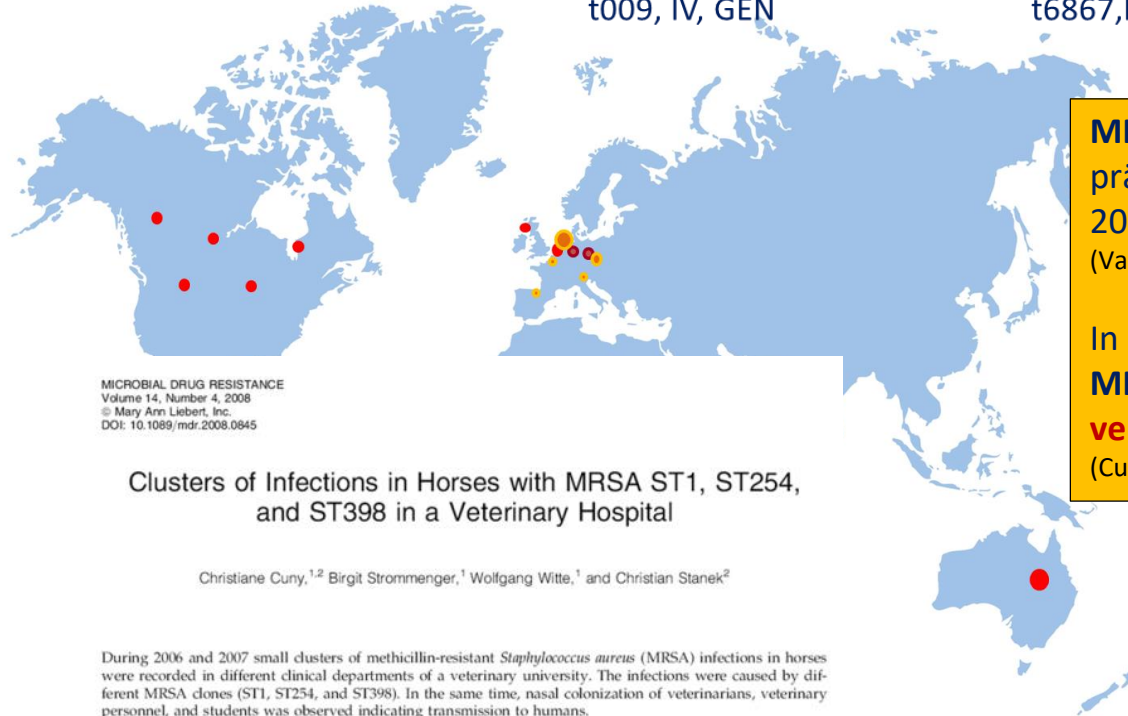 t009, IV, GEN
t6867,
20
(Va
In
(Cu
MICROBIAL DRUG RESISTANCE
Volume 14, Number 4, 2008
© Mary Ann Liebert, Inc.
DOI: 10.1089/mdr.2008.0845
Clusters of Infections in Horses with MRSA ST1, ST254,
and ST398 in a Veterinary Hospital
Christiane Cuny,1,2 Birgit Strommenger,1 Wolfgang Witte,1 and Christian Stanek2
During 2006 and 2007 small clusters of methicillin-resistant Staphylococcus aureus (MRSA) infections in horses
were recorded in different clinical departments of a veterinary university. The infections were caused by dif-
ferent MRSA clones (ST1, ST254, and ST398). In the same time, nasal colonization of veterinarians, veterinary
personnel, and students was observed indicating transmission to humans.